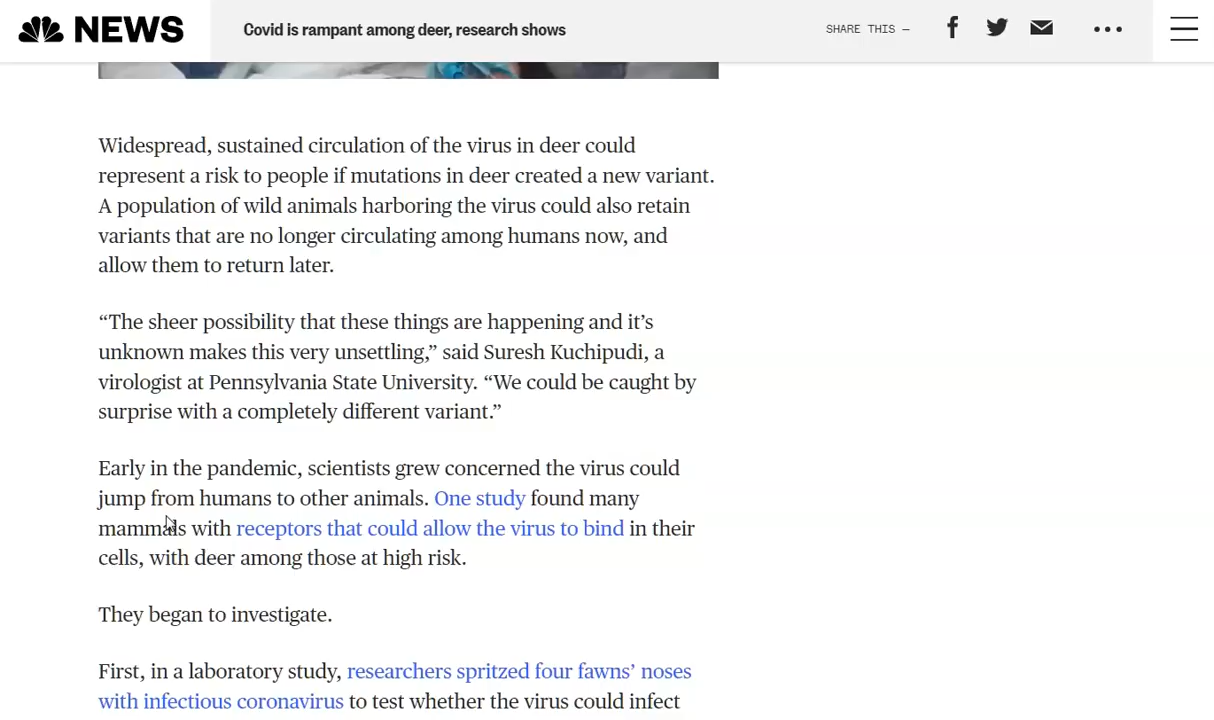 NEWS
Covid is rampant among deer, research shows
SHARE THIS —
Widespread, sustained circulation of the virus in deer could
represent a risk to people if mutations in deer created a new variant.
A population of wild animals harboring the virus could also retain
variants that are no longer circulating among humans now, and
allow them to return later.
“The sheer possibility that these things are happening and it’s
unknown makes this very unsettling,” said Suresh Kuchipudi, a
virologist at Pennsylvania State University. “We could be caught by
surprise with a completely different variant.”
Early in the pandemic, scientists grew concerned the virus could
jump from humans to other animals. One study found many
mammals with receptors that could allow the virus to bind in their
cells, with deer among those at high risk.
They began to investigate.
First, in a laboratory study, researchers spritzed four fawns’ noses
with infectious coronavirus to test whether the virus could infect